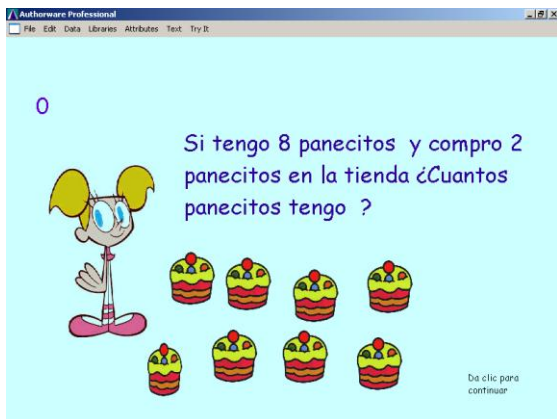 Authorware Professional
File Edit Data Libraries Attributes Text Try It
0
Si tengo 8 panecitos y compro 2
panecitos en la tienda ¿Cuantos
panecitos tengo ?
Da clic para
continuar